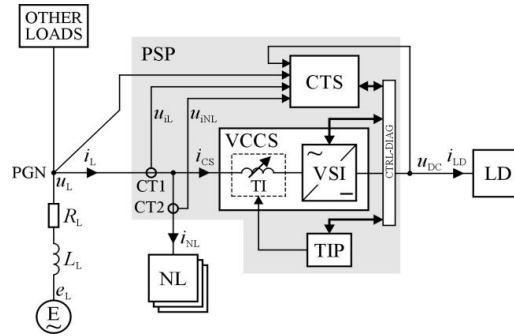 OTHER
LOADS
PSP
CTS
u_iL
u_iNL
VCCS
CTRL-DIAG
PGN
i_L
u_L
CT1
i_CS
TI
~
VSI
u_DC
i_LD
LD
CT2
R_L
i_NL
TIP
L_L
NL
e_L
E
~